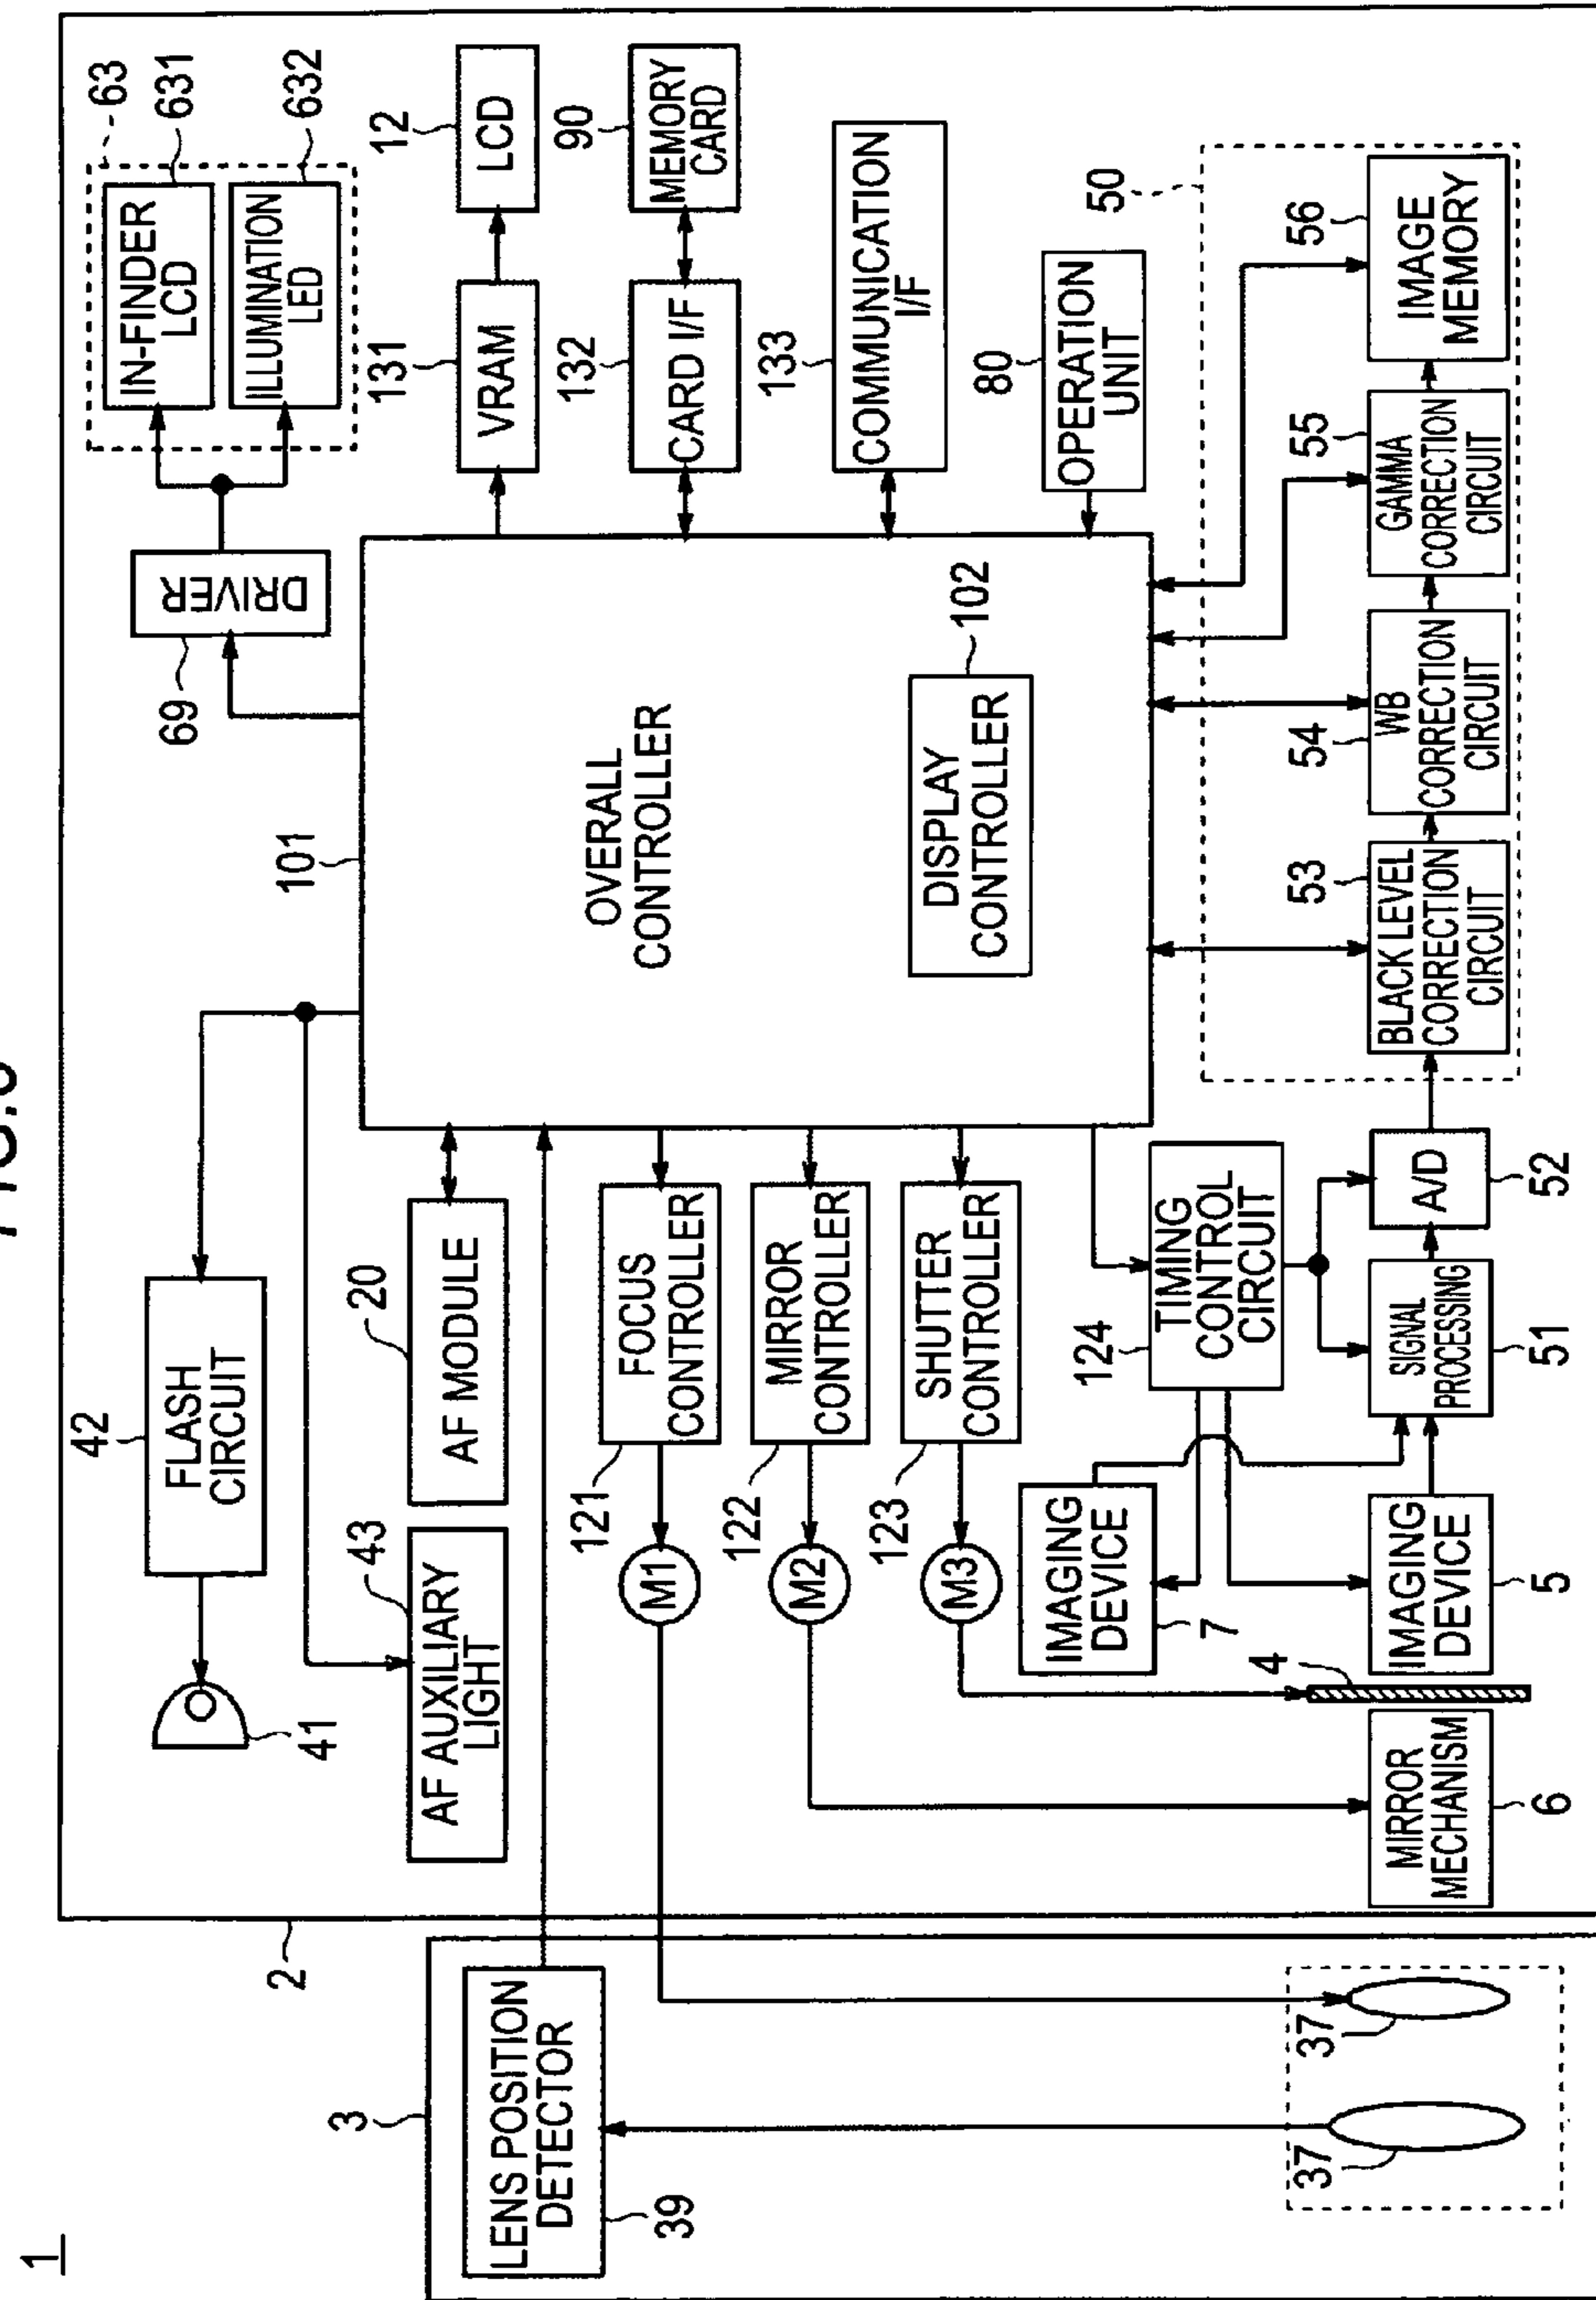 1
63
631
632
IN-FINDER
LCD
ILLUMINATION
LED
DRIVER
69
42
FLASH
CIRCUIT
41
43
AF AUXILIARY
LIGHT
20
AF MODULE
2
3
LENS POSITION
DETECTOR
39
101
OVERALL
CONTROLLER
DISPLAY
CONTROLLER
102
131
VRAM
12
LCD
132
CARD I/F
90
MEMORY
CARD
133
COMMUNICATION
I/F
80
OPERATION
UNIT
121
FOCUS
CONTROLLER
M1
122
MIRROR
CONTROLLER
M2
123
SHUTTER
CONTROLLER
M3
124
TIMING
CONTROL
CIRCUIT
IMAGING
DEVICE
7
37
37
MIRROR
MECHANISM
6
4
IMAGING
DEVICE
5
SIGNAL
PROCESSING
51
A/D
52
50
53
BLACK LEVEL
CORRECTION
CIRCUIT
54
WB
CORRECTION
CIRCUIT
55
GAMMA
CORRECTION
CIRCUIT
56
IMAGE
MEMORY